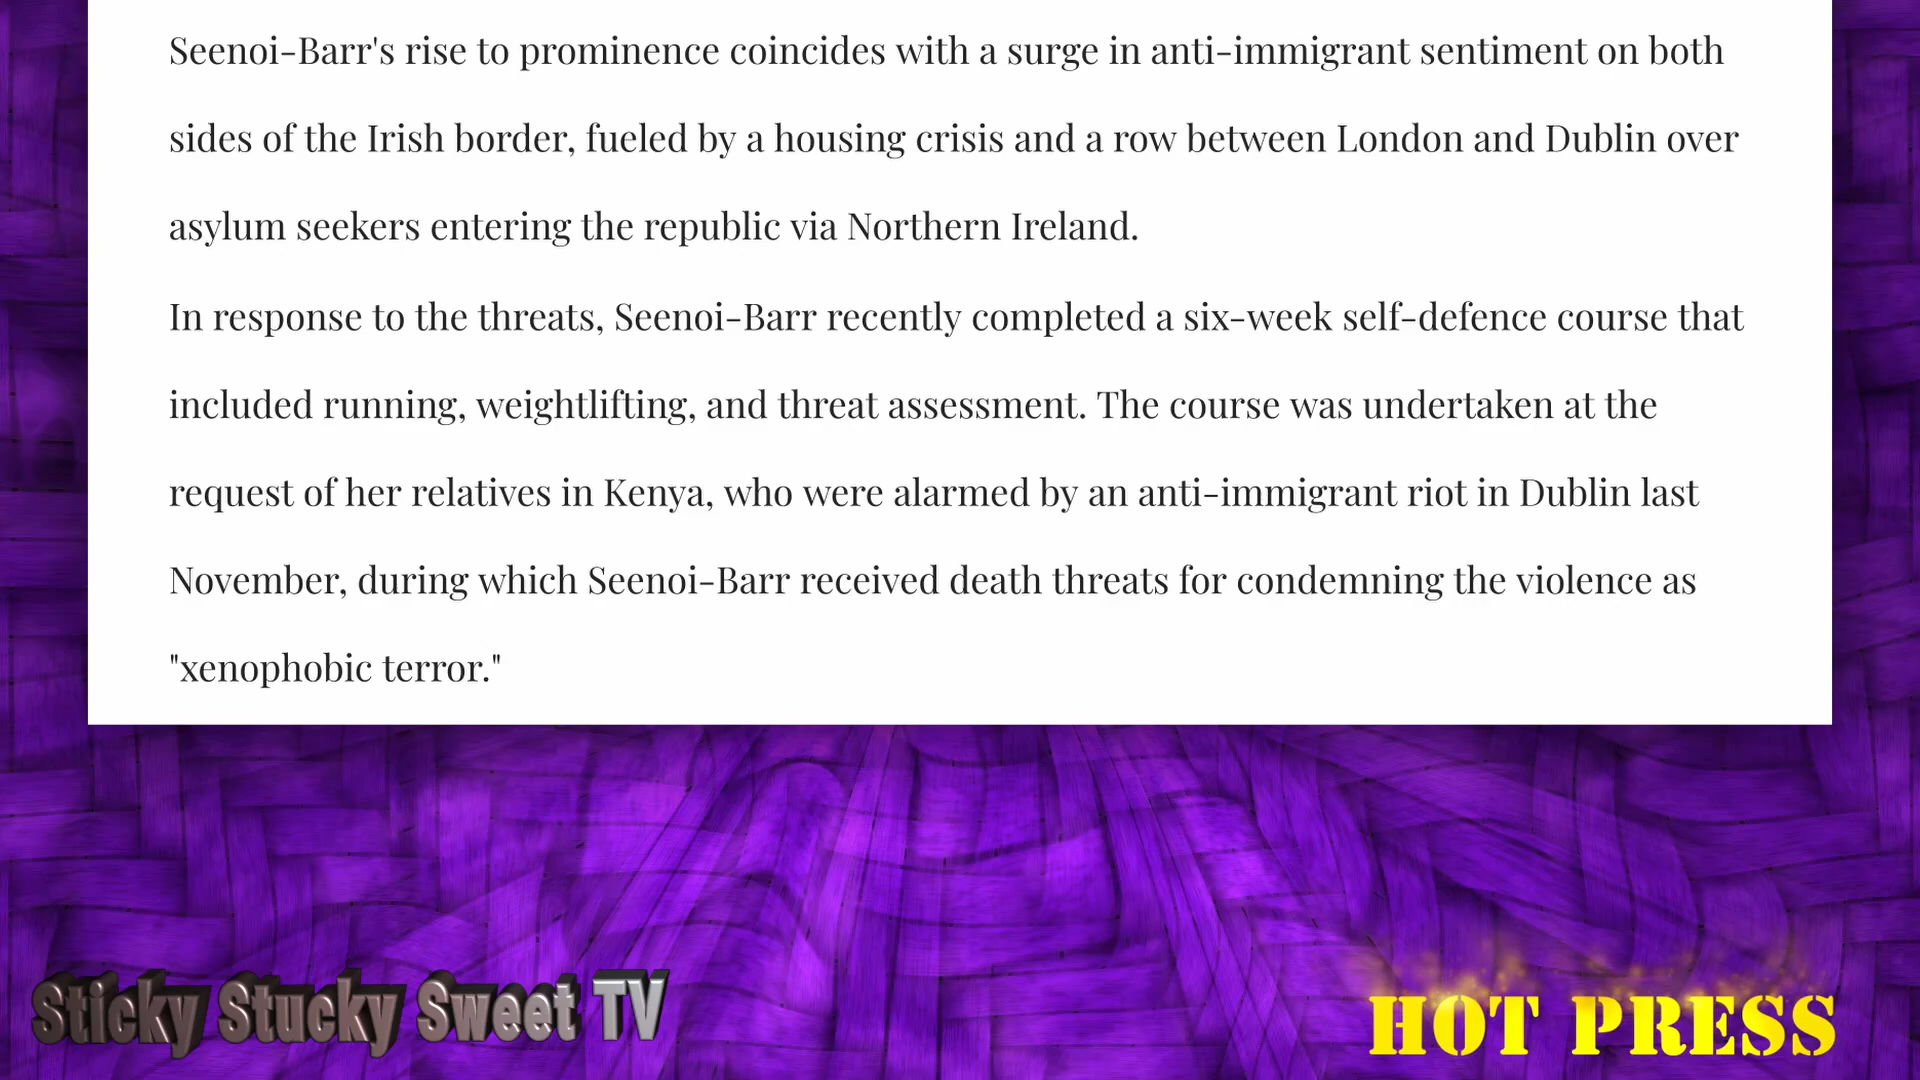 Seenoi-Barr's rise to prominence coincides with a surge in anti-immigrant sentiment on both
sides of the Irish border, fueled by a housing crisis and a row between London and Dublin over
asylum seekers entering the republic via Northern Ireland.
In response to the threats, Seenoi-Barr recently completed a six-week self-defence course that
included running, weightlifting, and threat assessment. The course was undertaken at the
request of her relatives in Kenya, who were alarmed by an anti-immigrant riot in Dublin last
November, during which Seenoi-Barr received death threats for condemning the violence as
"xenophobic terror."
Sticky Stucky Sweet TV
HOT PRESS